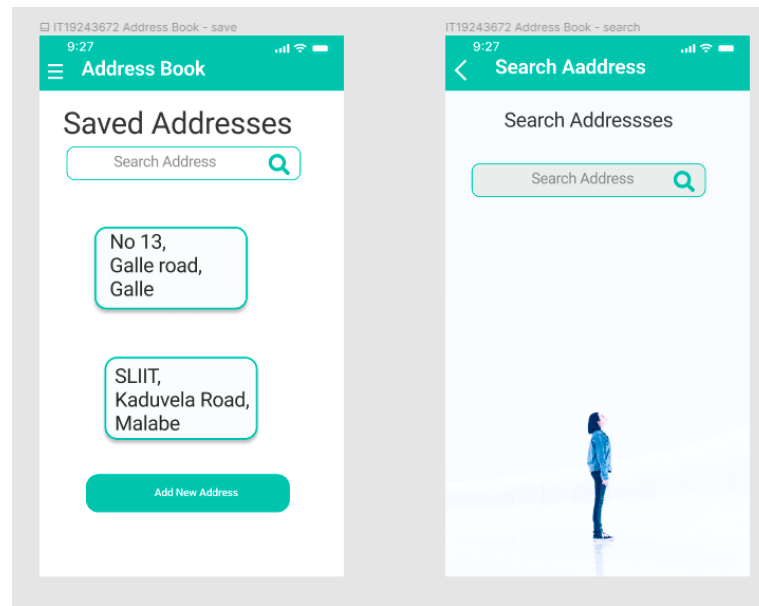 IT19243672 Address Book - save
9:27
Address Book
Saved Addresses
Search Address
No 13,
Galle road,
Galle
SLIIT,
Kaduvela Road,
Malabe
Add New Address
IT19243672 Address Book - search
9:27
Search Aaddress
Search Addressses
Search Address